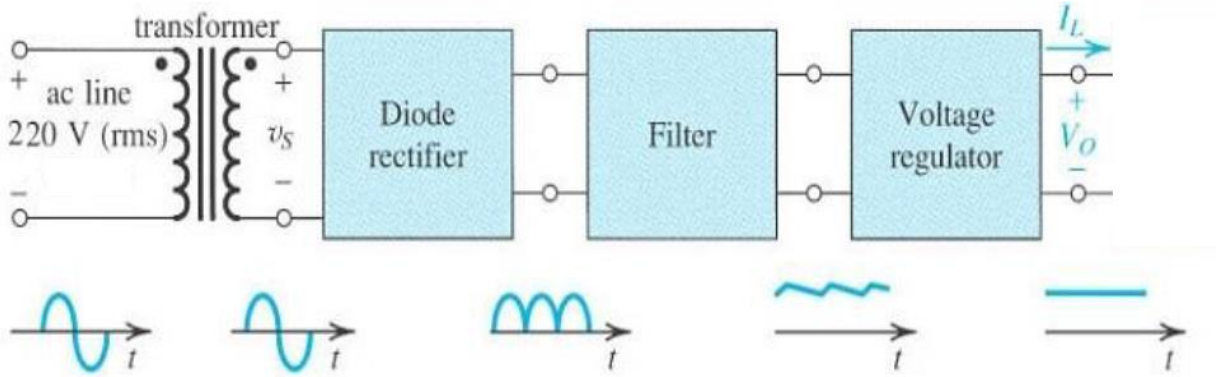 transformer
I_L
+ + +
ac line
220 V (rms)
v_S
V_O
− − −
Diode
rectifier
Filter
Voltage
regulator
t t t t t